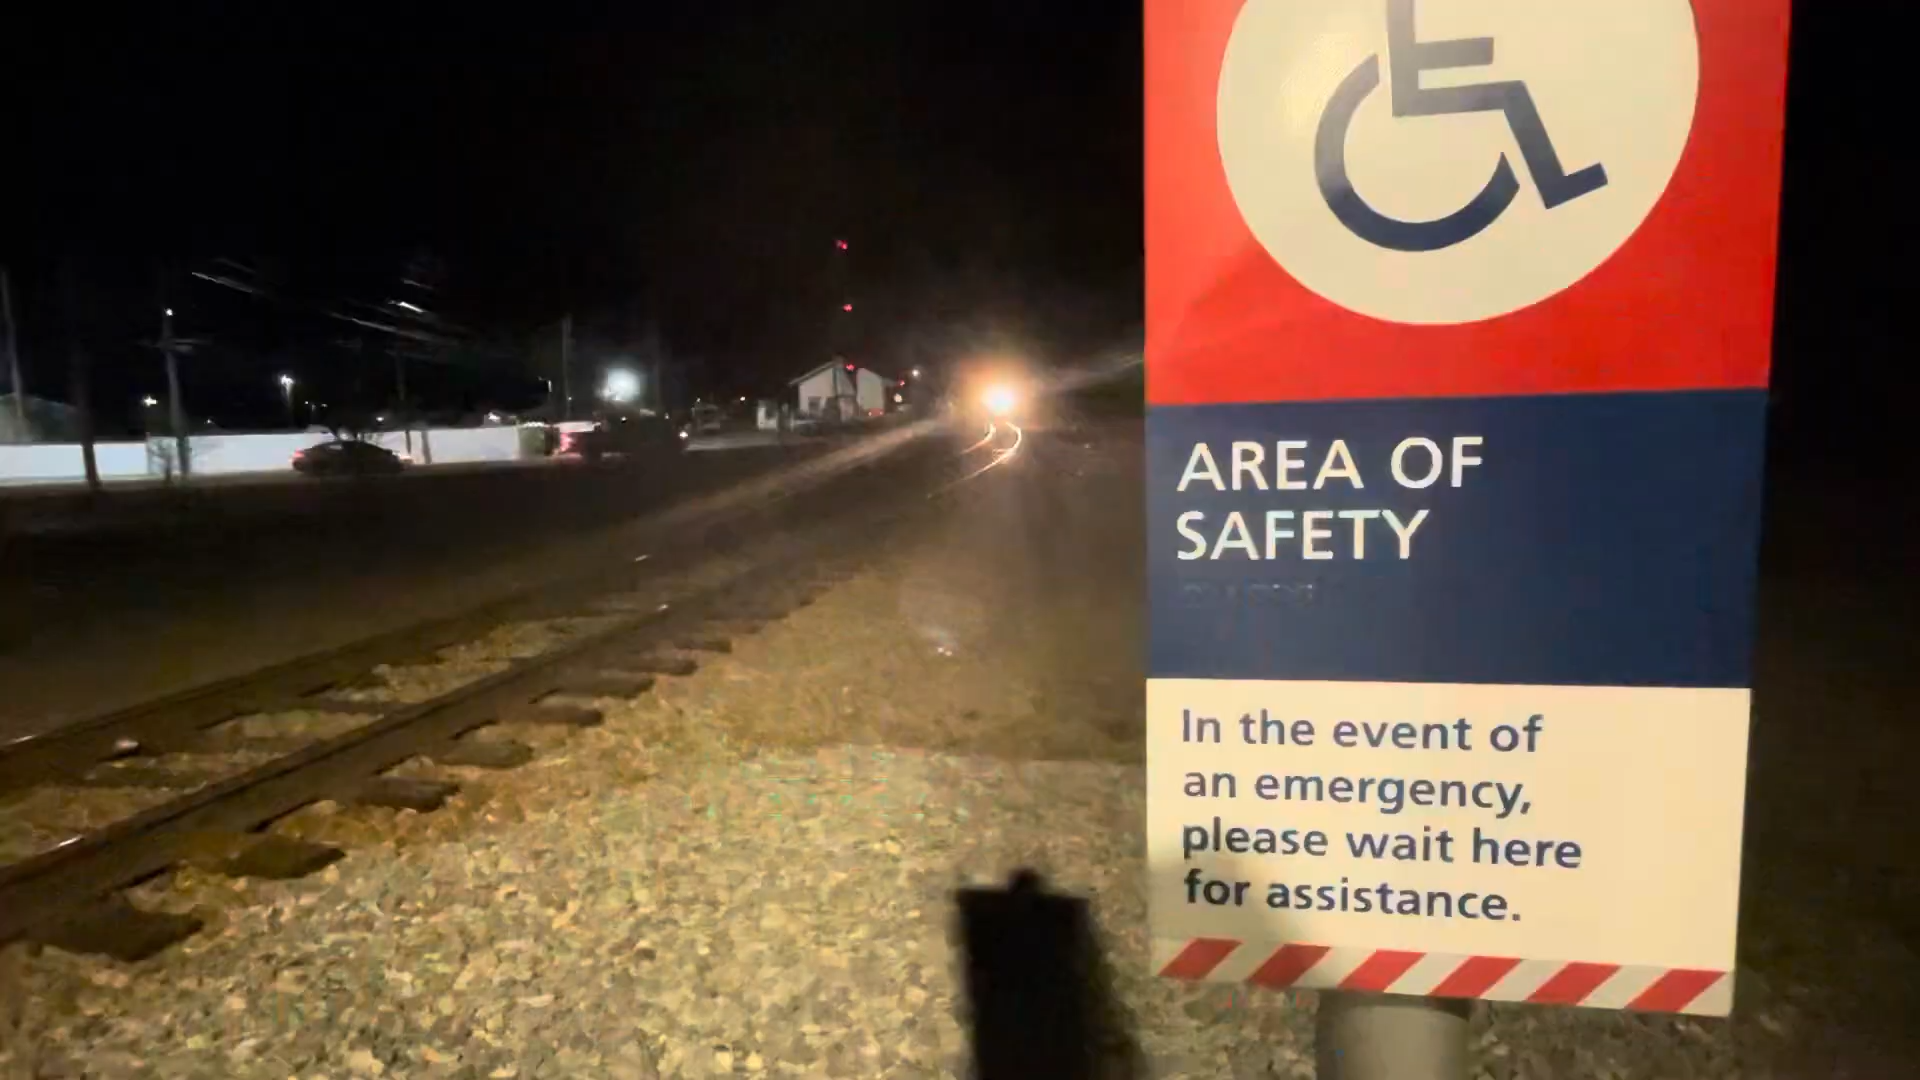 AREA OF
SAFETY
In the event of
an emergency,
please wait here
for assistance.